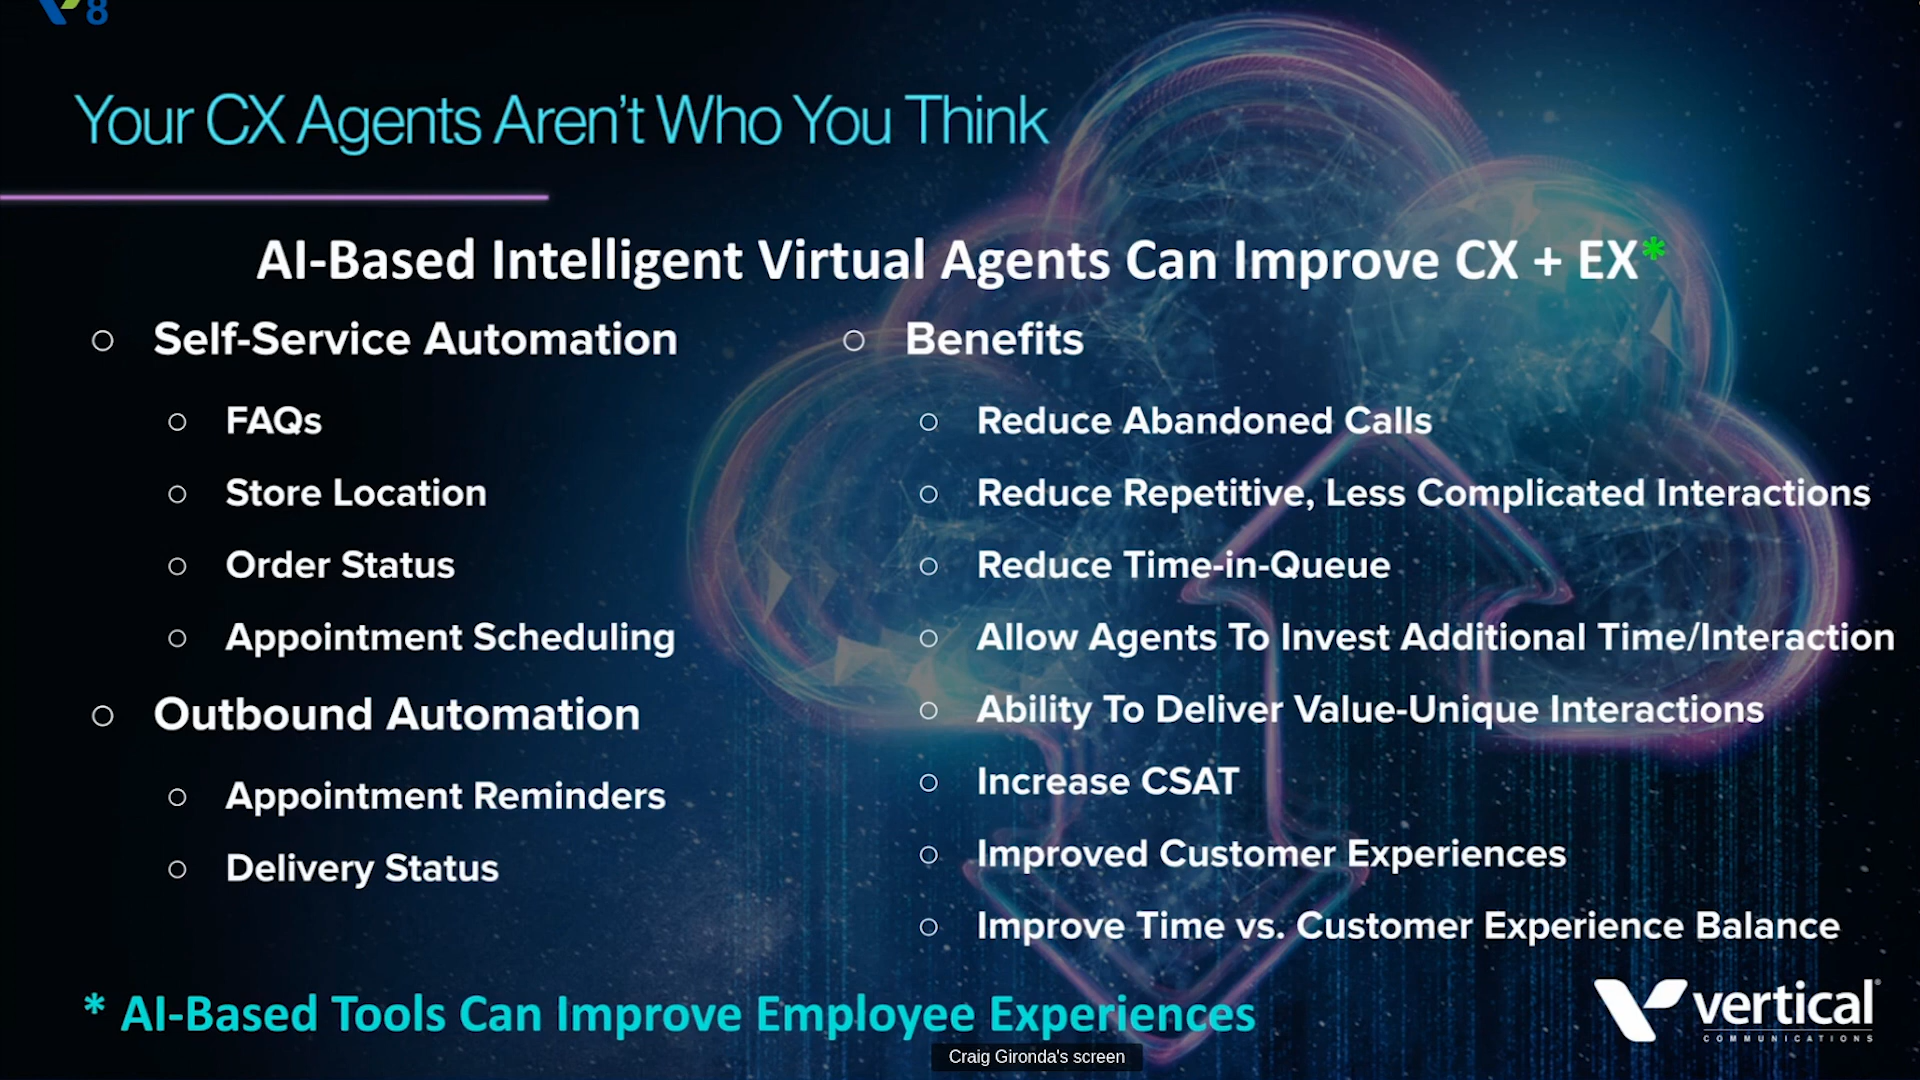 8
Your CX Agents Aren't Who You Think
AI-Based Intelligent Virtual Agents Can Improve CX + EX*
○ Self-Service Automation
○ FAQs
○ Store Location
○ Order Status
○ Appointment Scheduling
○ Outbound Automation
○ Appointment Reminders
○ Delivery Status
○ Benefits
○ Reduce Abandoned Calls
○ Reduce Repetitive, Less Complicated Interactions
○ Reduce Time-in-Queue
○ Allow Agents To Invest Additional Time/Interaction
○ Ability To Deliver Value-Unique Interactions
○ Increase CSAT
○ Improved Customer Experiences
○ Improve Time vs. Customer Experience Balance
* AI-Based Tools Can Improve Employee Experiences
vertical®
COMMUNICATIONS
Craig Gironda's screen